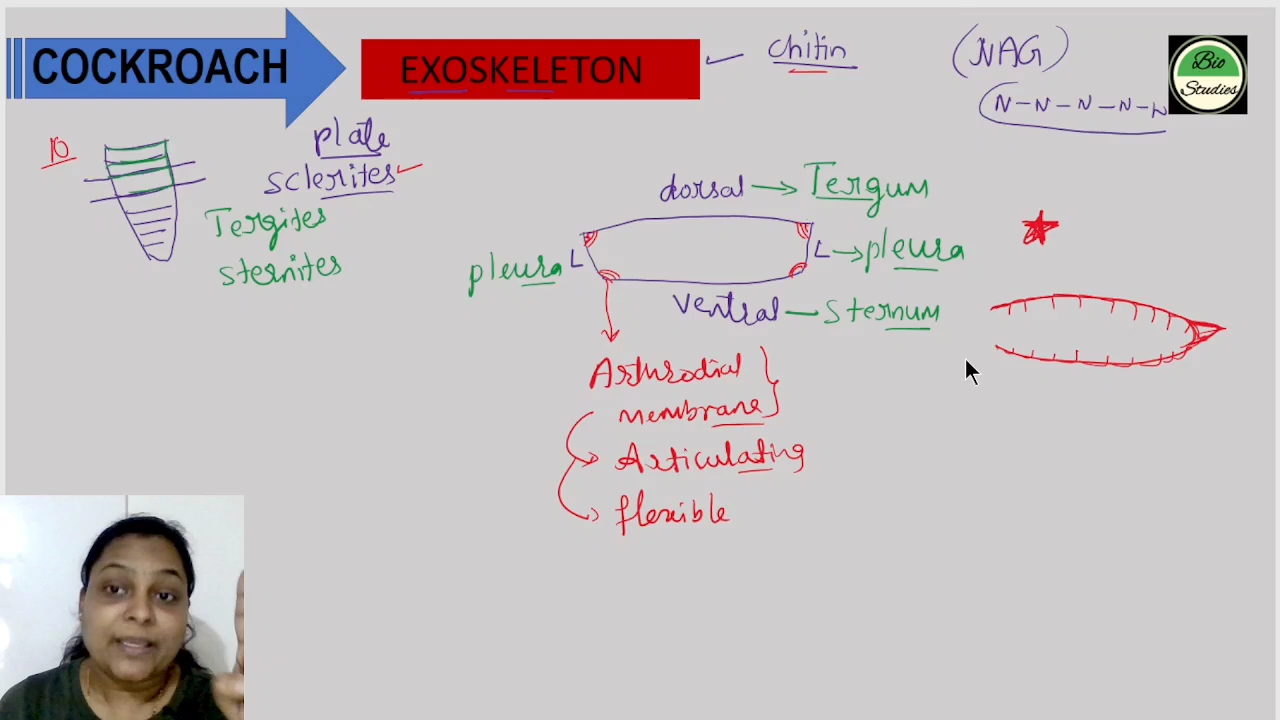 COCKROACH
EXOSKELETON
chitin
(NAG)
N-N-N-N-N
Bio
Studies
10
plate
sclerites
Tergites
sternites
dorsal → Tergum
pleura L
L → pleura
ventral — sternum
Arthrodial
membrane
Articulating
flexible